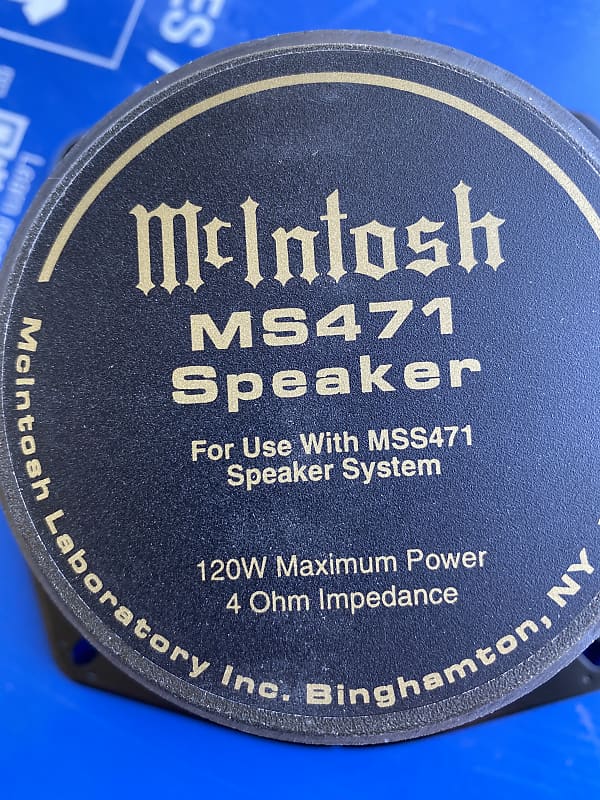 McIntosh
MS471
Speaker
For Use With MSS471
Speaker System
120W Maximum Power
4 Ohm Impedance
McIntosh Laboratory Inc. Binghamton, NY